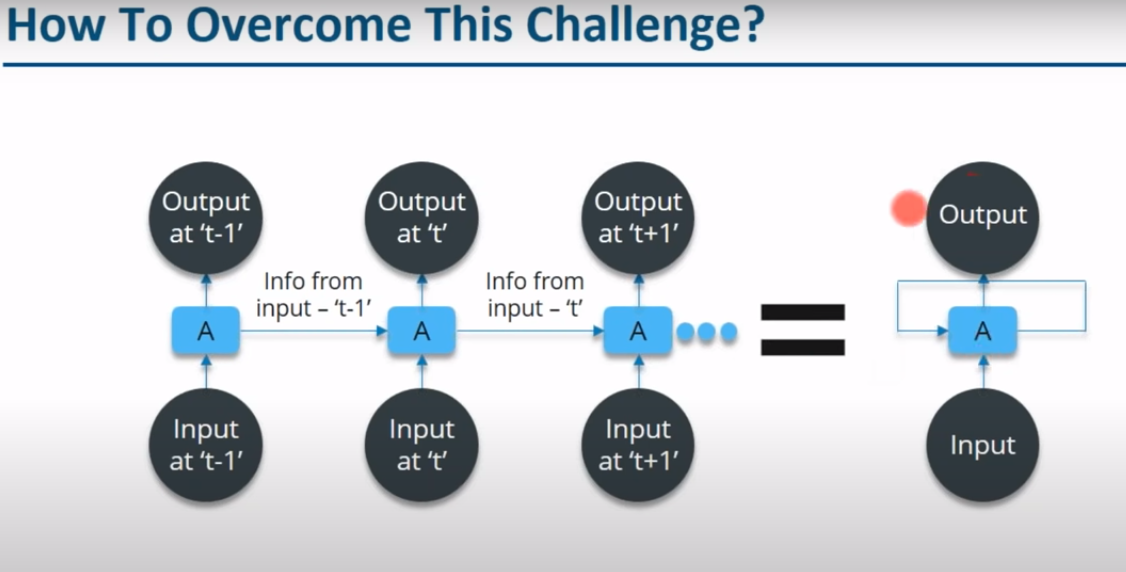 How To Overcome This Challenge?
Output
at ‘t-1’
Output
at ‘t’
Output
at ‘t+1’
Output
Info from
input – ‘t-1’
Info from
input – ‘t’
A
A
A
A
Input
at ‘t-1’
Input
at ‘t’
Input
at ‘t+1’
Input